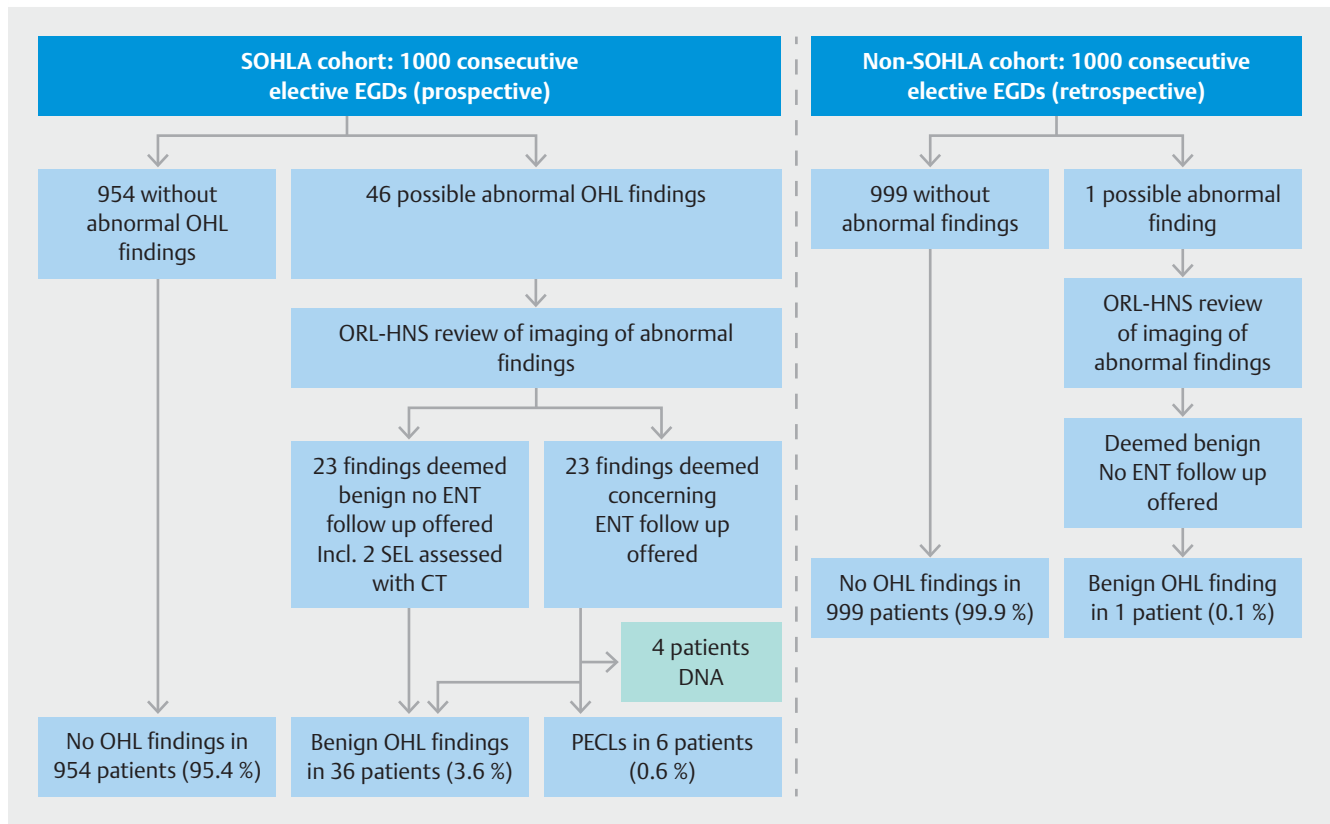 SOHLA cohort: 1000 consecutive
elective EGDs (prospective)
954 without
abnormal OHL
findings
46 possible abnormal OHL findings
ORL-HNS review of imaging of abnormal
findings
23 findings deemed
benign no ENT
follow up offered
Incl. 2 SEL assessed
with CT
23 findings deemed
concerning
ENT follow up
offered
4 patients
DNA
No OHL findings in
954 patients (95.4 %)
Benign OHL findings
in 36 patients (3.6 %)
PECLs in 6 patients
(0.6 %)
Non-SOHLA cohort: 1000 consecutive
elective EGDs (retrospective)
999 without
abnormal findings
1 possible abnormal
finding
ORL-HNS review
of imaging of
abnormal findings
Deemed benign
No ENT follow up
offered
No OHL findings in
999 patients (99.9 %)
Benign OHL finding
in 1 patient (0.1 %)